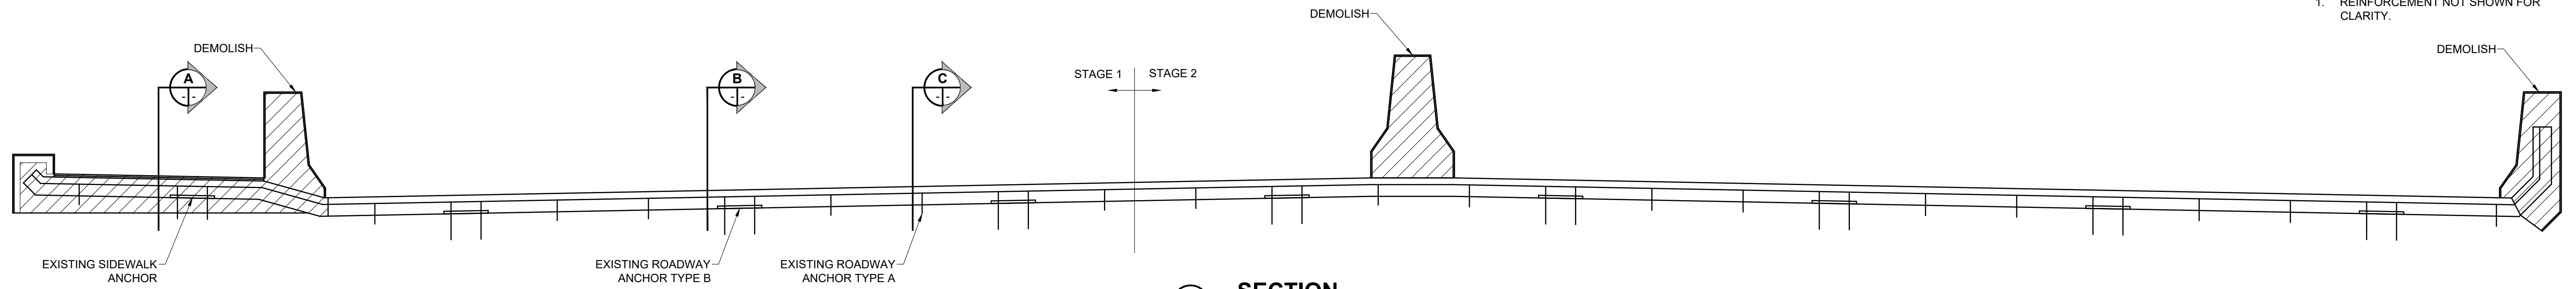 1. REINFORCEMENT NOT SHOWN FOR
CLARITY.
DEMOLISH
DEMOLISH
DEMOLISH
A
- -
B
- -
C
- -
STAGE 1
STAGE 2
EXISTING SIDEWALK
ANCHOR
EXISTING ROADWAY
ANCHOR TYPE B
EXISTING ROADWAY
ANCHOR TYPE A
SECTION